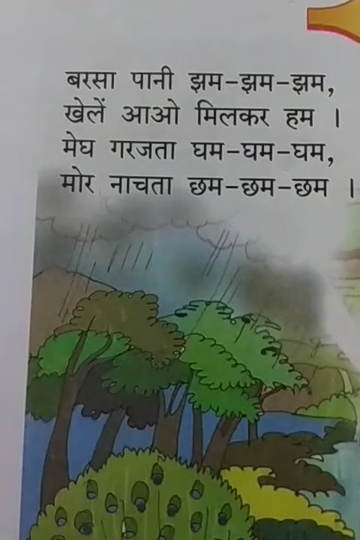 बरसा पानी झम-झम-झम,
खेलें आओ मिलकर हम ।
मेघ गरजता घम-घम-घम,
मोर नाचता छम-छम-छम ।